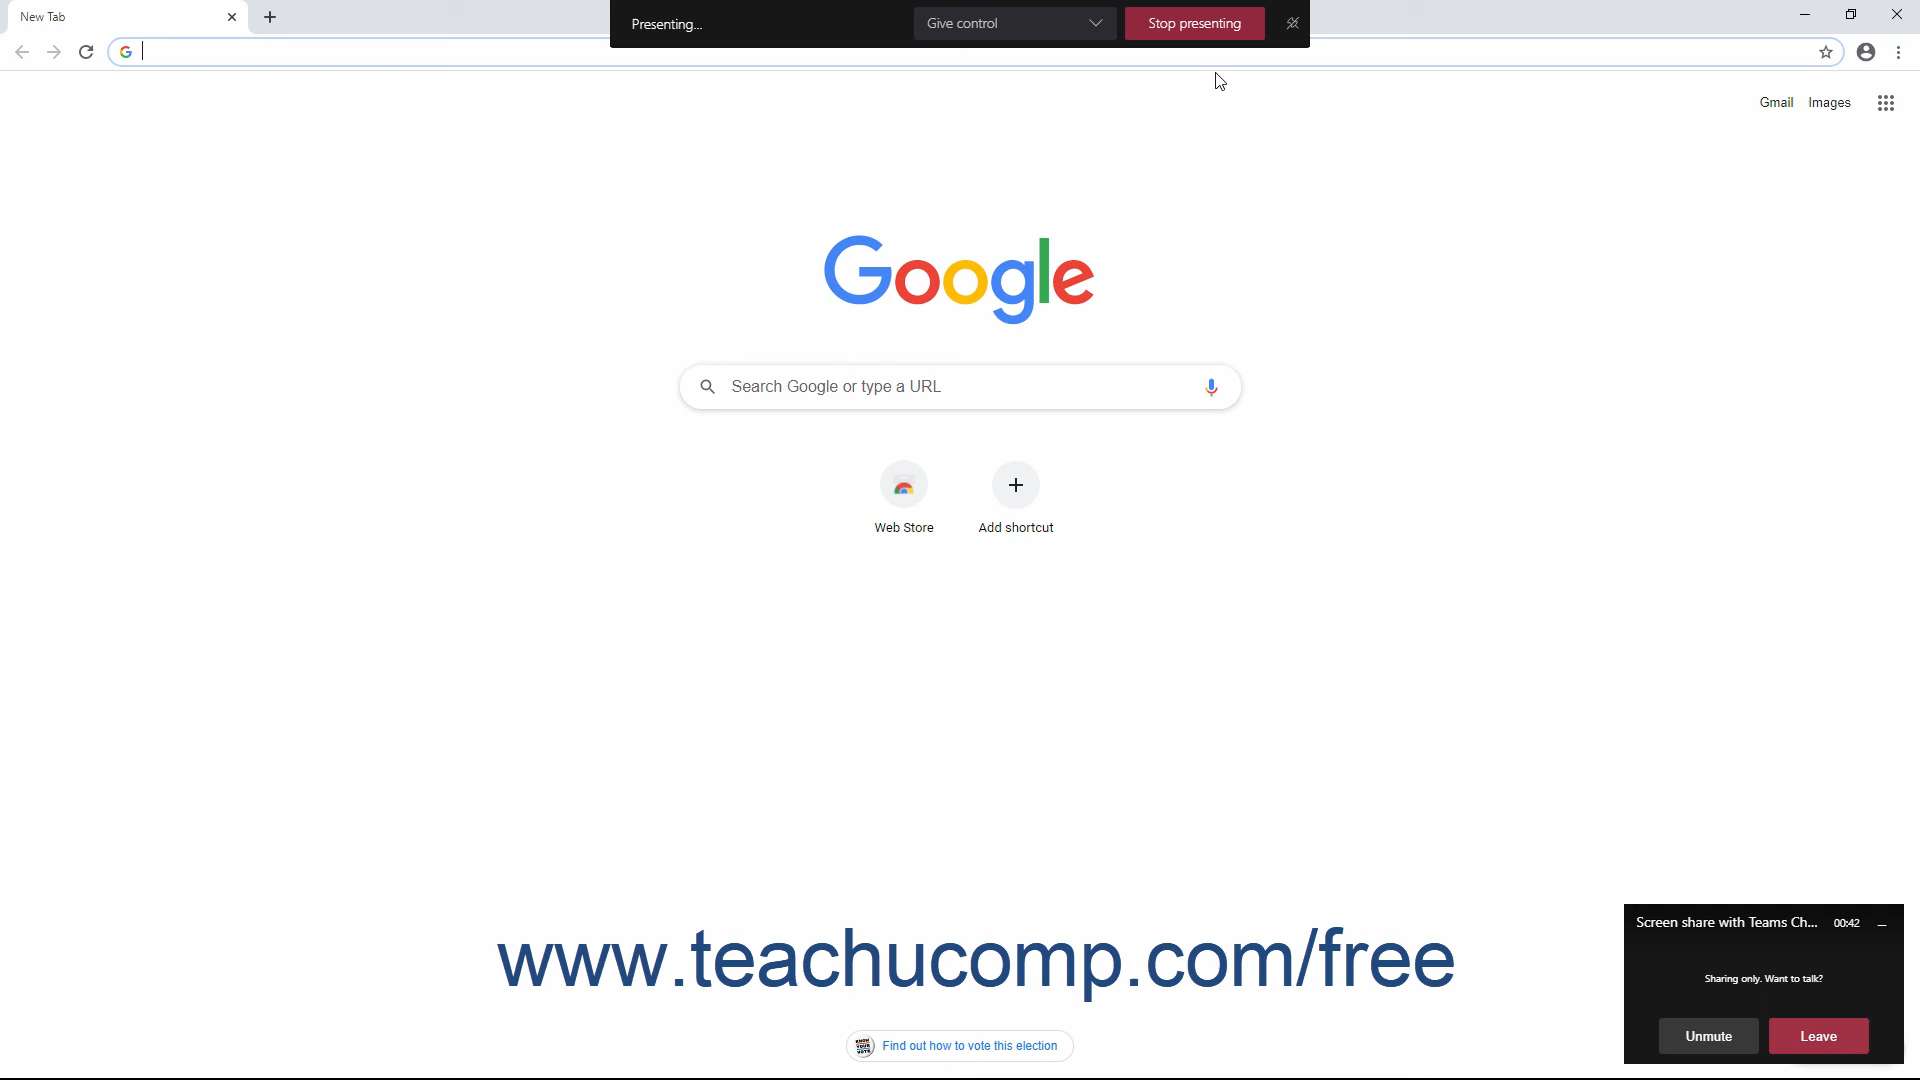 New Tab
Presenting...
Give control
Stop presenting
Gmail Images
Google
Search Google or type a URL
Web Store
Add shortcut
www.teachucomp.com/free
Find out how to vote this election
Screen share with Teams Ch... 00:42
Sharing only. Want to talk?
Unmute
Leave